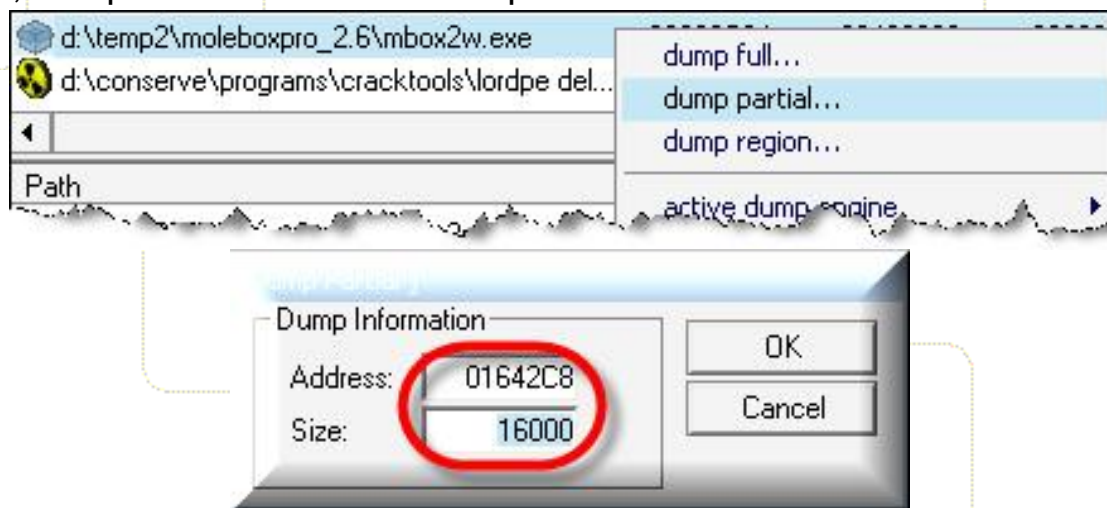 d:\temp2\moleboxpro_2.6\mbox2w.exe
d:\conserve\programs\cracktools\lordpe del...
dump full...
dump partial...
dump region...
active dump engine
Path
Dump Information
Address: 01642C8
Size: 16000
OK
Cancel